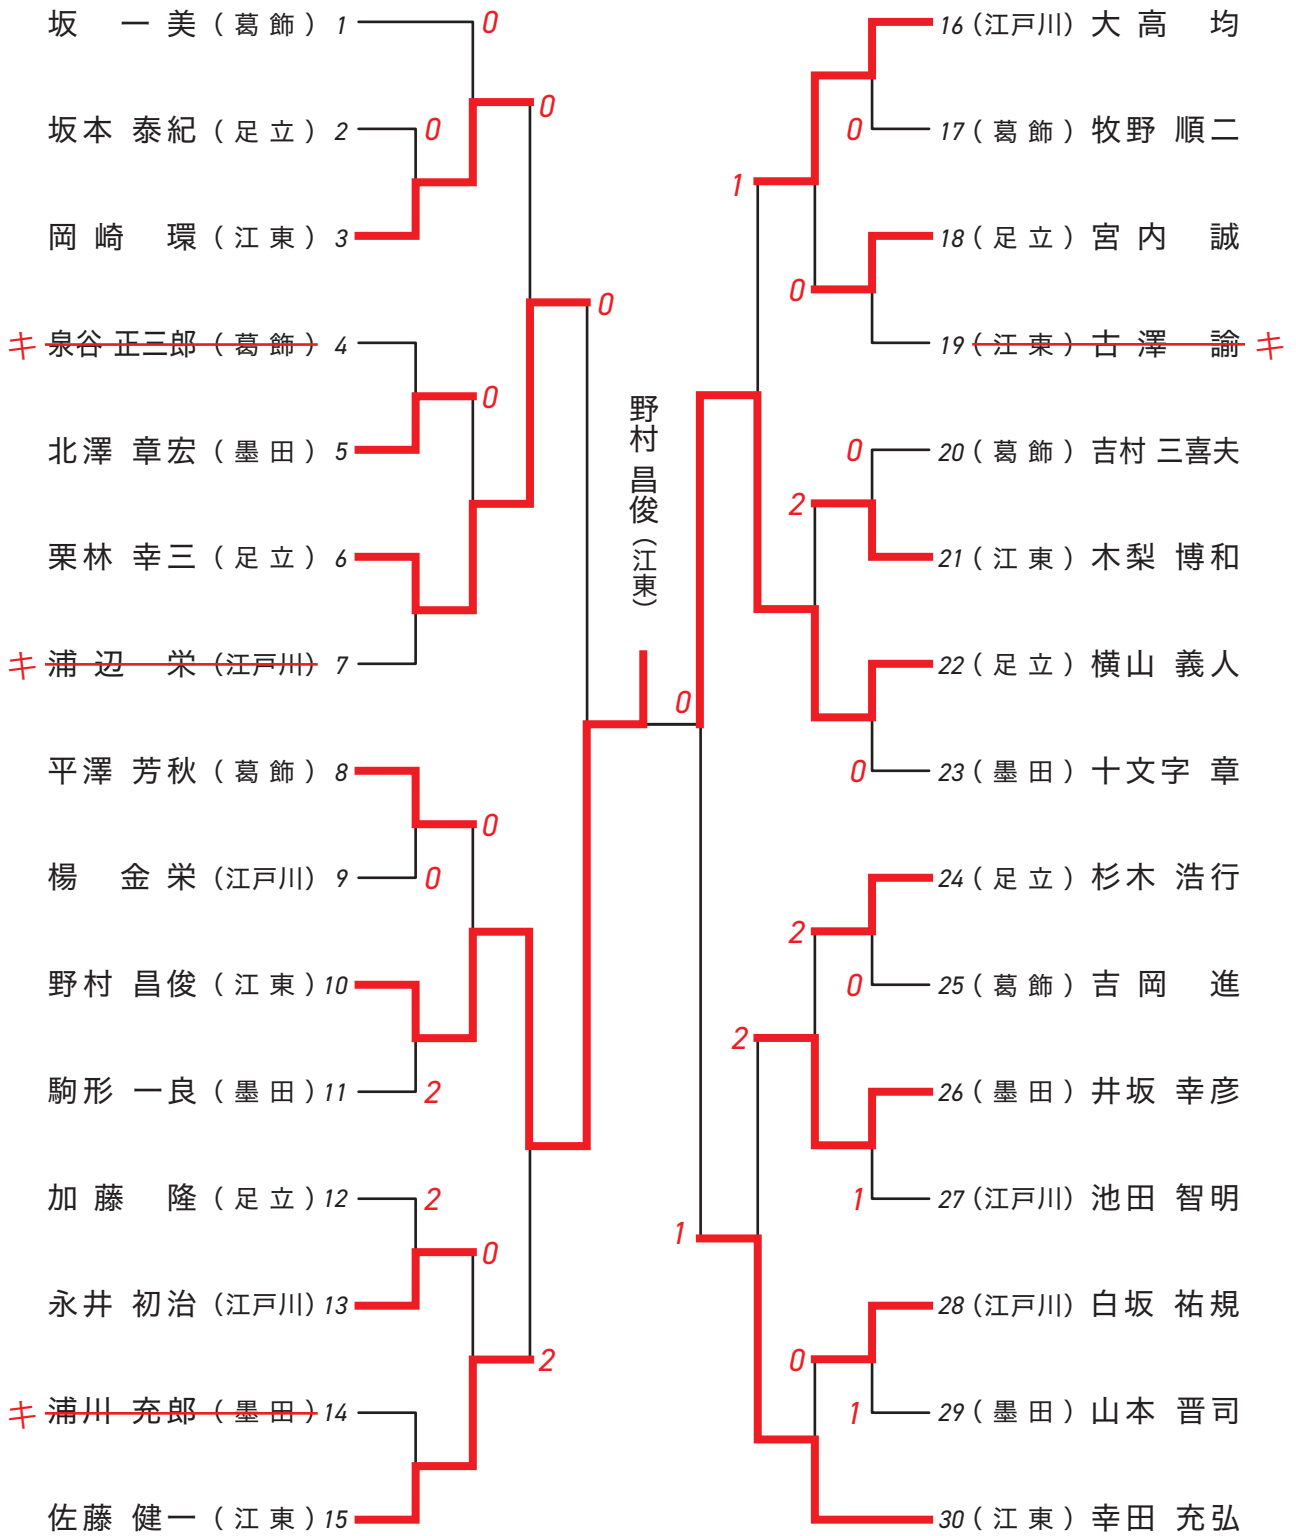 坂 一美 (葛飾) 1
0
坂本 泰紀 (足立) 2
0
0
岡崎 環 (江東) 3
キ 泉谷 正三郎 (葛飾) 4
0
0
北澤 章宏 (墨田) 5
栗林 幸三 (足立) 6
キ 浦辺 栄 (江戸川) 7
平澤 芳秋 (葛飾) 8
0
楊 金栄 (江戸川) 9
0
野村 昌俊 (江東) 10
駒形 一良 (墨田) 11
2
加藤 隆 (足立) 12
2
0
永井 初治 (江戸川) 13
2
キ 浦川 充郎 (墨田) 14
佐藤 健一 (江東) 15
野村 昌俊 (江東)
0
16 (江戸川) 大高 均
0
17 (葛飾) 牧野 順二
1
18 (足立) 宮内 誠
0
19 (江東) 古澤 諭 キ
0
20 (葛飾) 吉村 三喜夫
2
21 (江東) 木梨 博和
22 (足立) 横山 義人
0
23 (墨田) 十文字 章
24 (足立) 杉木 浩行
2
0
25 (葛飾) 吉岡 進
2
26 (墨田) 井坂 幸彦
1
27 (江戸川) 池田 智明
1
28 (江戸川) 白坂 祐規
0
1
29 (墨田) 山本 晋司
30 (江東) 幸田 充弘